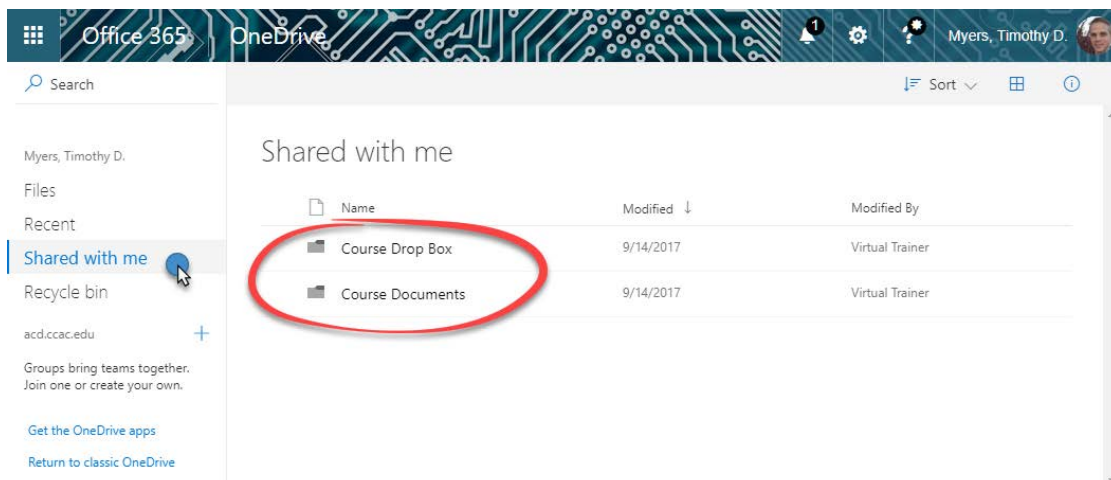 Office 365
OneDrive
1
Myers, Timothy D.
Search
Sort
Myers, Timothy D.
Files
Recent
Shared with me
Recycle bin
acd.ccac.edu
Groups bring teams together.
Join one or create your own.
Get the OneDrive apps
Return to classic OneDrive
Shared with me
Name Modified Modified By
Course Drop Box 9/14/2017 Virtual Trainer
Course Documents 9/14/2017 Virtual Trainer